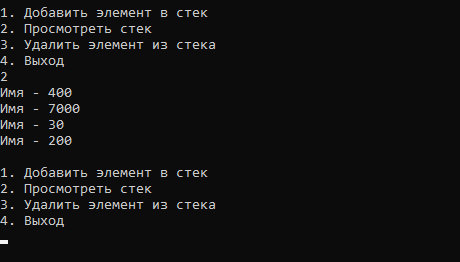 1. Добавить элемент в стек
2. Просмотреть стек
3. Удалить элемент из стека
4. Выход
2
Имя - 400
Имя - 7000
Имя - 30
Имя - 200
1. Добавить элемент в стек
2. Просмотреть стек
3. Удалить элемент из стека
4. Выход